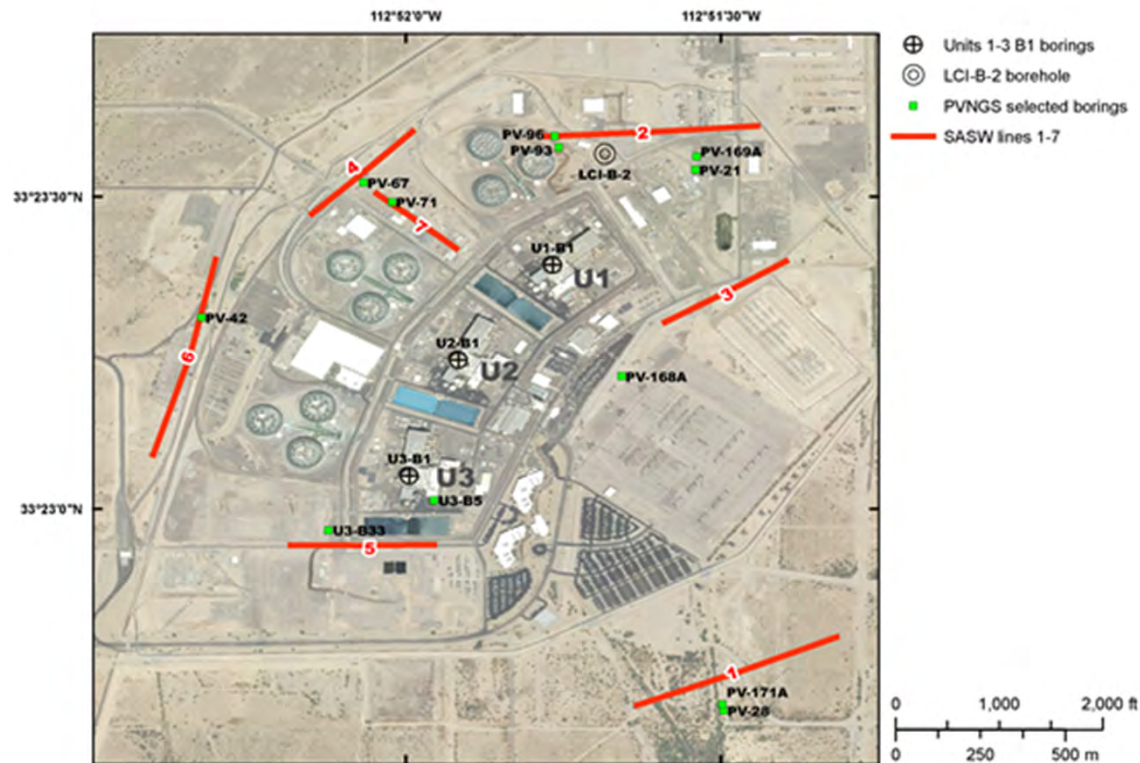 112°52'0"W
112°51'30"W
Units 1-3 B1 borings
LCI-B-2 borehole
PVNGS selected borings
SASW lines 1-7
PV-96
2
PV-93
PV-169A
LCI-B-2
PV-21
4
PV-67
33°23'30"N
PV-71
7
U1-B1
U1
3
PV-42
U2-B1
6
U2
PV-168A
U3-B1
U3
U3-B5
33°23'0"N
U3-B33
5
1
PV-171A
PV-28
0 1,000 2,000 ft
0 250 500 m